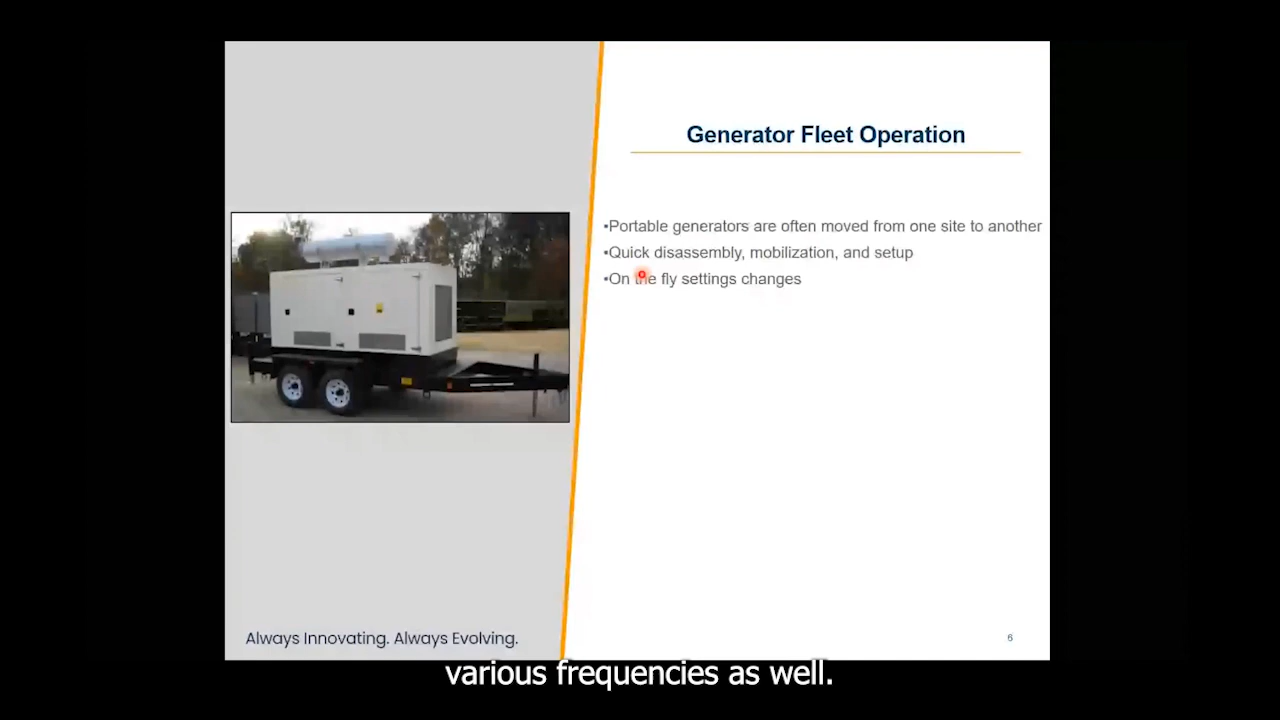 Generator Fleet Operation
•Portable generators are often moved from one site to another
•Quick disassembly, mobilization, and setup
•On the fly settings changes
Always Innovating. Always Evolving.
6
various frequencies as well.